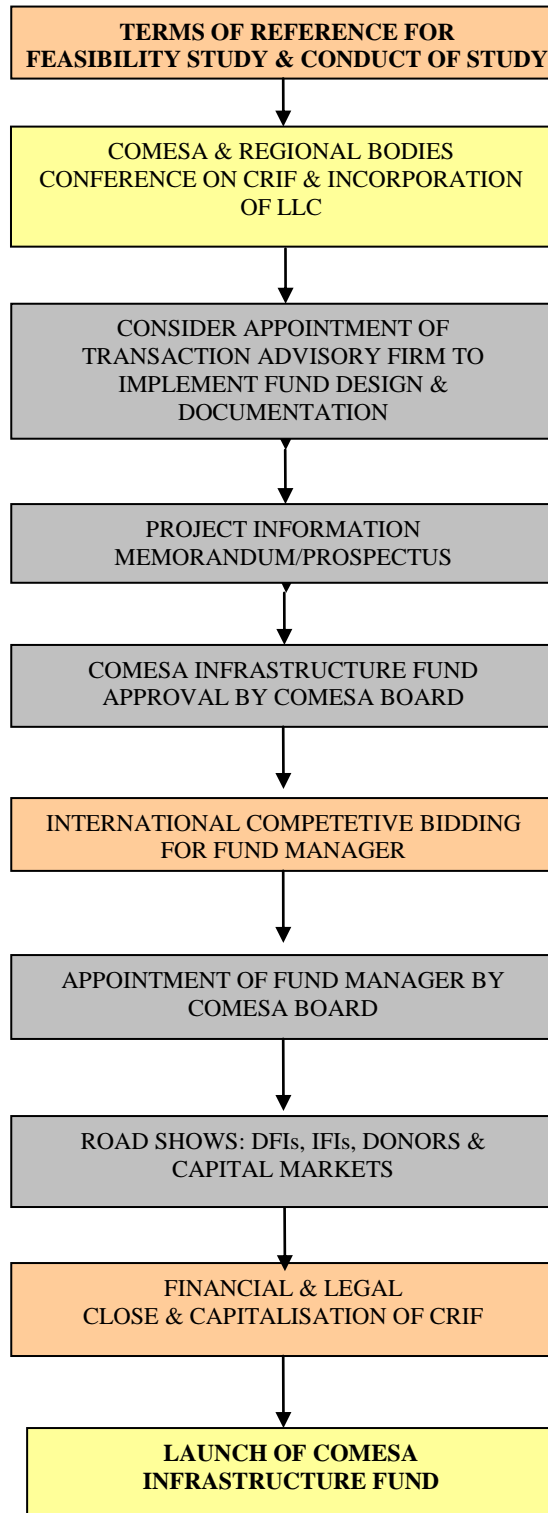 TERMS OF REFERENCE FOR
FEASIBILITY STUDY & CONDUCT OF STUDY
COMESA & REGIONAL BODIES
CONFERENCE ON CRIF & INCORPORATION
OF LLC
CONSIDER APPOINTMENT OF
TRANSACTION ADVISORY FIRM TO
IMPLEMENT FUND DESIGN &
DOCUMENTATION
PROJECT INFORMATION
MEMORANDUM/PROSPECTUS
COMESA INFRASTRUCTURE FUND
APPROVAL BY COMESA BOARD
INTERNATIONAL COMPETETIVE BIDDING
FOR FUND MANAGER
APPOINTMENT OF FUND MANAGER BY
COMESA BOARD
ROAD SHOWS: DFIs, IFIs, DONORS &
CAPITAL MARKETS
FINANCIAL & LEGAL
CLOSE & CAPITALISATION OF CRIF
LAUNCH OF COMESA
INFRASTRUCTURE FUND